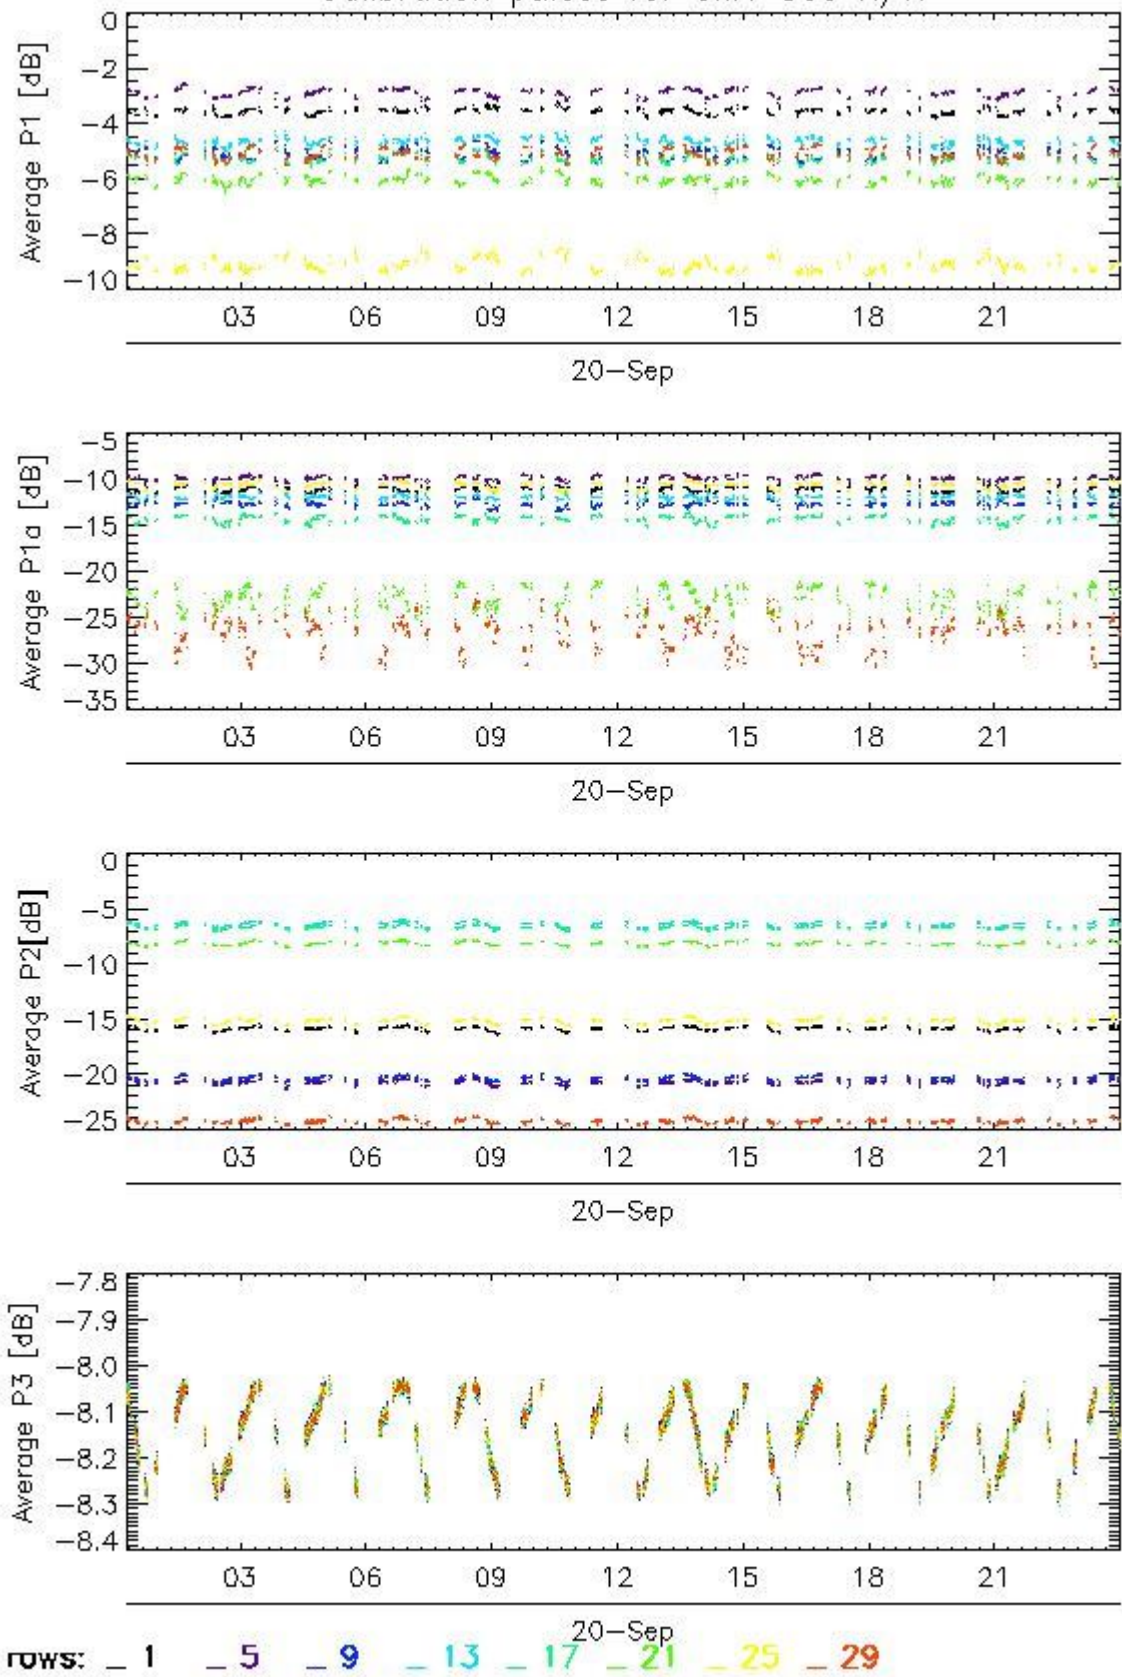 0
−2
−4
−6
−8
−10
Average P1 [dB]
03 06 09 12 15 18 21
20−Sep
−5
−10
−15
−20
−25
−30
−35
Average P1a [dB]
03 06 09 12 15 18 21
20−Sep
0
−5
−10
−15
−20
−25
Average P2[dB]
03 06 09 12 15 18 21
20−Sep
−7.8
−7.9
−8.0
−8.1
−8.2
−8.3
−8.4
Average P3 [dB]
03 06 09 12 15 18 21
20−Sep
rows: _ 1 _ 5 _ 9 _ 13 _ 17 _ 21 _ 25 _ 29